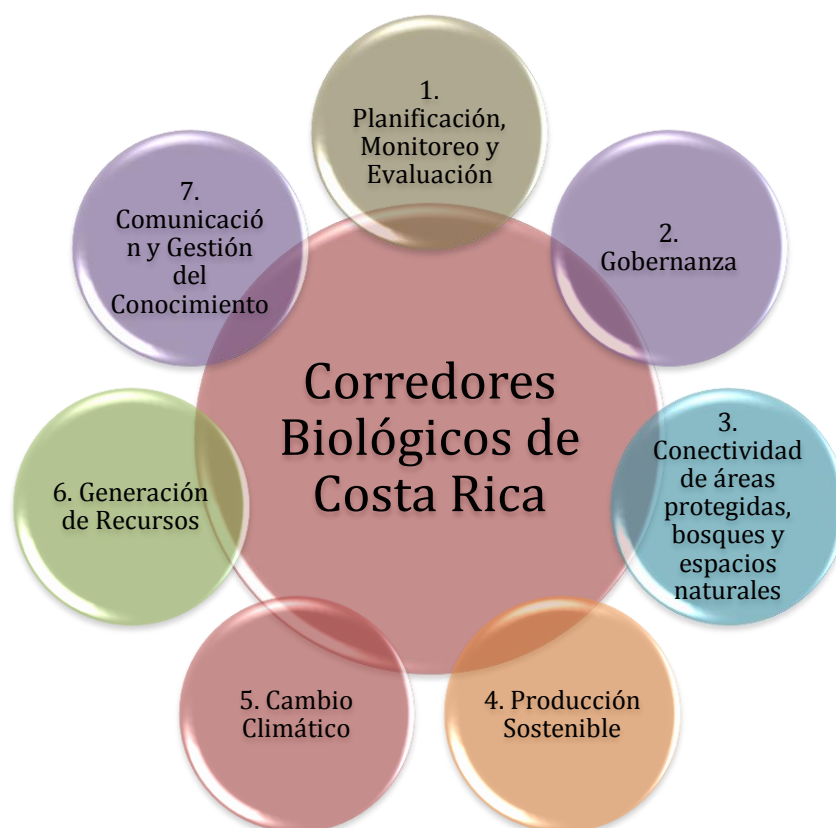 1.
Planificación,
Monitoreo y
Evaluación
2.
Gobernanza
3.
Conectividad
de áreas
protegidas,
bosques y
espacios
naturales
4. Producción
Sostenible
5. Cambio
Climático
6. Generación
de Recursos
7.
Comunicació
n y Gestión
del
Conocimiento
Corredores
Biológicos de
Costa Rica